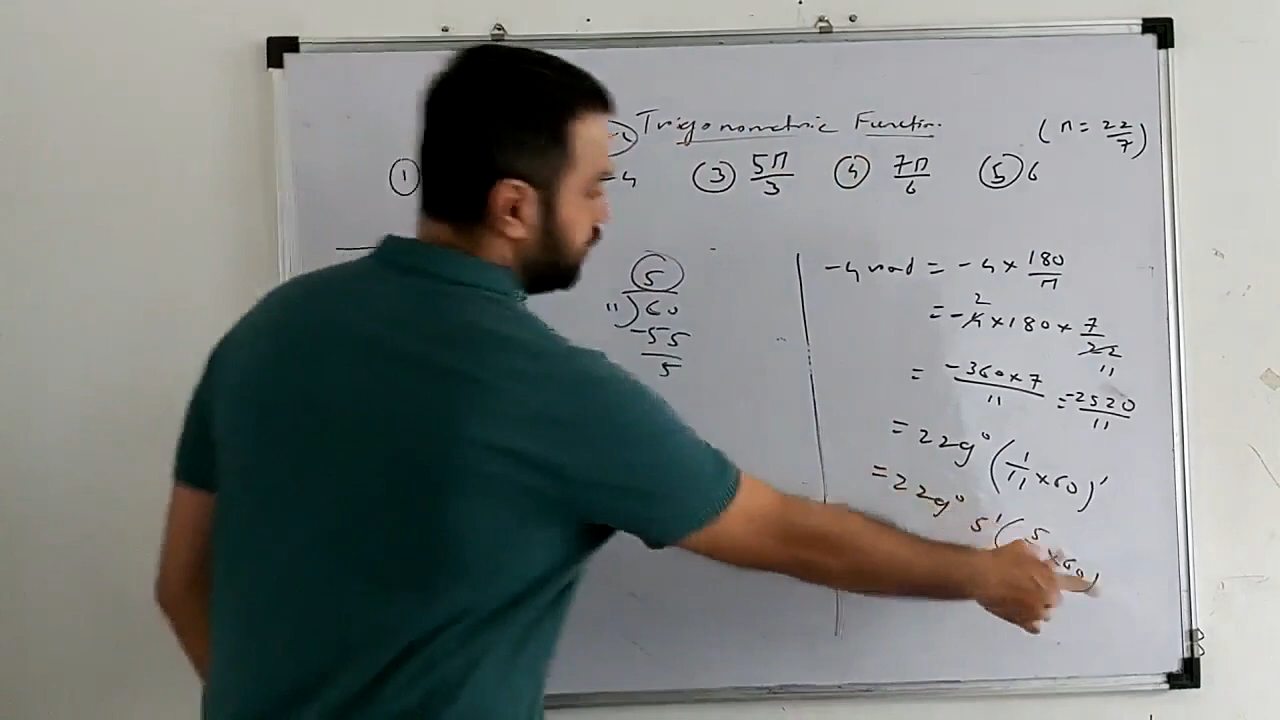 Trigonometric Function.
(π = 22/7)
① -4 ③ 5π/3 ④ 7π/6 ⑤ 6
5
11)60
-55
5
-4 rad = -4 × 180/π
2
= -4 × 180 × 7/22
11
= -360×7/11 = -2520/11
= 229° (1/11 × 60)'
= 229° 5' (5 × 60)